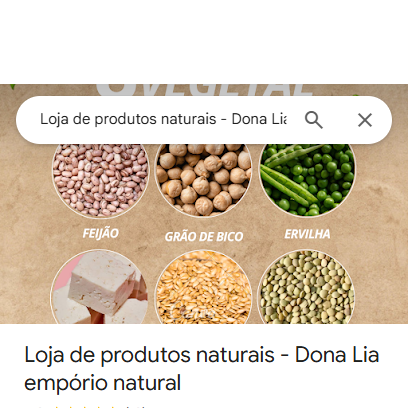 VEGETAL
Loja de produtos naturais - Dona Lia
FEIJÃO
GRÃO DE BICO
ERVILHA
Loja de produtos naturais - Dona Lia
empório natural